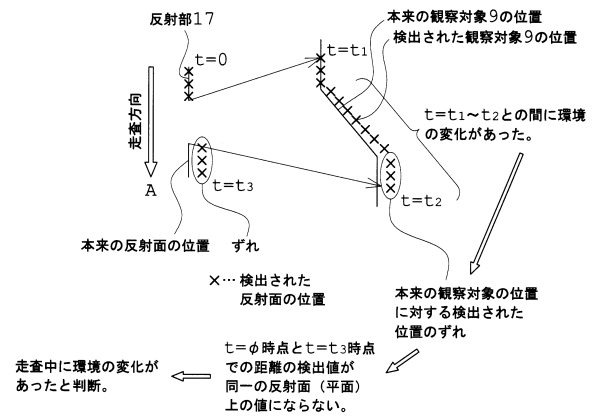 反射部17
本来の観察対象9の位置
検出された観察対象9の位置
t=0
t=t₁
走査方向
t=t₁~t₂との間に環境
の変化があった。
A
t=t₃
t=t₂
本来の反射面の位置
ずれ
×… 検出された
反射面の位置
本来の観察対象の位置
に対する検出された
位置のずれ
t=φ時点とt=t₃時点
での距離の検出値が
同一の反射面(平面)
上の値にならない。
走査中に環境の変化が
あったと判断。